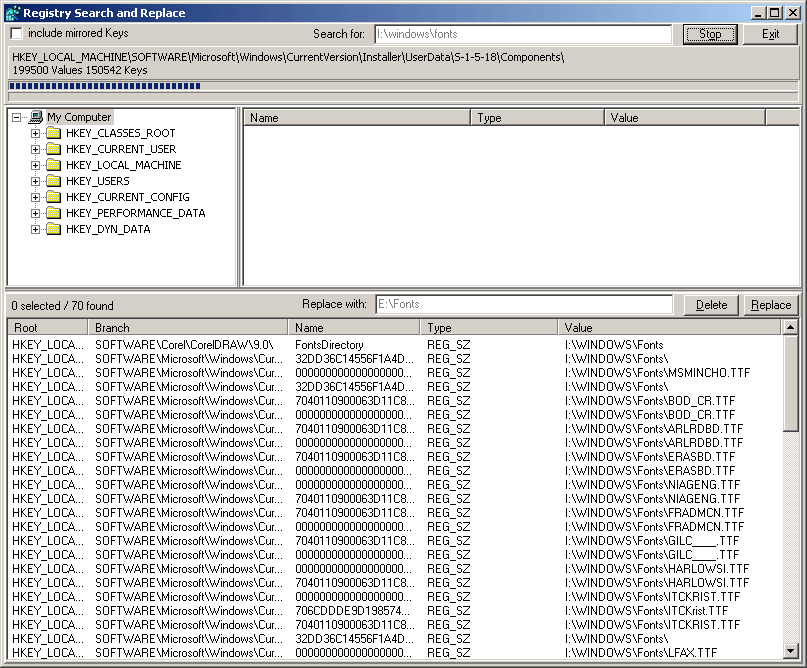 Registry Search and Replace
include mirrored Keys Search for: I:\windows\fonts Stop Exit
HKEY_LOCAL_MACHINE\SOFTWARE\Microsoft\Windows\CurrentVersion\Installer\UserData\S-1-5-18\Components\
199500 Values 150542 Keys
My Computer
HKEY_CLASSES_ROOT
HKEY_CURRENT_USER
HKEY_LOCAL_MACHINE
HKEY_USERS
HKEY_CURRENT_CONFIG
HKEY_PERFORMANCE_DATA
HKEY_DYN_DATA
Name Type Value
0 selected / 70 found Replace with: E:\Fonts Delete Replace
Root Branch Name Type Value
HKEY_LOCA... SOFTWARE\Corel\CorelDRAW\9.0\ FontsDirectory REG_SZ I:\WINDOWS\Fonts
HKEY_LOCA... SOFTWARE\Microsoft\Windows\Cur... 32DD36C14556F1A4D... REG_SZ I:\WINDOWS\Fonts\
HKEY_LOCA... SOFTWARE\Microsoft\Windows\Cur... 000000000000000000... REG_SZ I:\WINDOWS\Fonts\MSMINCHO.TTF
HKEY_LOCA... SOFTWARE\Microsoft\Windows\Cur... 32DD36C14556F1A4D... REG_SZ I:\WINDOWS\Fonts\
HKEY_LOCA... SOFTWARE\Microsoft\Windows\Cur... 7040110900063D11C8... REG_SZ I:\WINDOWS\Fonts\BOD_CR.TTF
HKEY_LOCA... SOFTWARE\Microsoft\Windows\Cur... 000000000000000000... REG_SZ I:\WINDOWS\Fonts\BOD_CR.TTF
HKEY_LOCA... SOFTWARE\Microsoft\Windows\Cur... 7040110900063D11C8... REG_SZ I:\WINDOWS\Fonts\ARLRDBD.TTF
HKEY_LOCA... SOFTWARE\Microsoft\Windows\Cur... 000000000000000000... REG_SZ I:\WINDOWS\Fonts\ARLRDBD.TTF
HKEY_LOCA... SOFTWARE\Microsoft\Windows\Cur... 7040110900063D11C8... REG_SZ I:\WINDOWS\Fonts\ERASBD.TTF
HKEY_LOCA... SOFTWARE\Microsoft\Windows\Cur... 000000000000000000... REG_SZ I:\WINDOWS\Fonts\ERASBD.TTF
HKEY_LOCA... SOFTWARE\Microsoft\Windows\Cur... 7040110900063D11C8... REG_SZ I:\WINDOWS\Fonts\NIAGENG.TTF
HKEY_LOCA... SOFTWARE\Microsoft\Windows\Cur... 000000000000000000... REG_SZ I:\WINDOWS\Fonts\NIAGENG.TTF
HKEY_LOCA... SOFTWARE\Microsoft\Windows\Cur... 7040110900063D11C8... REG_SZ I:\WINDOWS\Fonts\FRADMCN.TTF
HKEY_LOCA... SOFTWARE\Microsoft\Windows\Cur... 000000000000000000... REG_SZ I:\WINDOWS\Fonts\FRADMCN.TTF
HKEY_LOCA... SOFTWARE\Microsoft\Windows\Cur... 7040110900063D11C8... REG_SZ I:\WINDOWS\Fonts\GILC____.TTF
HKEY_LOCA... SOFTWARE\Microsoft\Windows\Cur... 000000000000000000... REG_SZ I:\WINDOWS\Fonts\GILC____.TTF
HKEY_LOCA... SOFTWARE\Microsoft\Windows\Cur... 000000000000000000... REG_SZ I:\WINDOWS\Fonts\HARLOWSI.TTF
HKEY_LOCA... SOFTWARE\Microsoft\Windows\Cur... 7040110900063D11C8... REG_SZ I:\WINDOWS\Fonts\HARLOWSI.TTF
HKEY_LOCA... SOFTWARE\Microsoft\Windows\Cur... 000000000000000000... REG_SZ I:\WINDOWS\Fonts\ITCKRIST.TTF
HKEY_LOCA... SOFTWARE\Microsoft\Windows\Cur... 706CDDDE9D198574... REG_SZ I:\WINDOWS\Fonts\ITCKrist.TTF
HKEY_LOCA... SOFTWARE\Microsoft\Windows\Cur... 7040110900063D11C8... REG_SZ I:\WINDOWS\Fonts\ITCKRIST.TTF
HKEY_LOCA... SOFTWARE\Microsoft\Windows\Cur... 32DD36C14556F1A4D... REG_SZ I:\WINDOWS\Fonts\
HKEY_LOCA... SOFTWARE\Microsoft\Windows\Cur... 000000000000000000... REG_SZ I:\WINDOWS\Fonts\LFAX.TTF